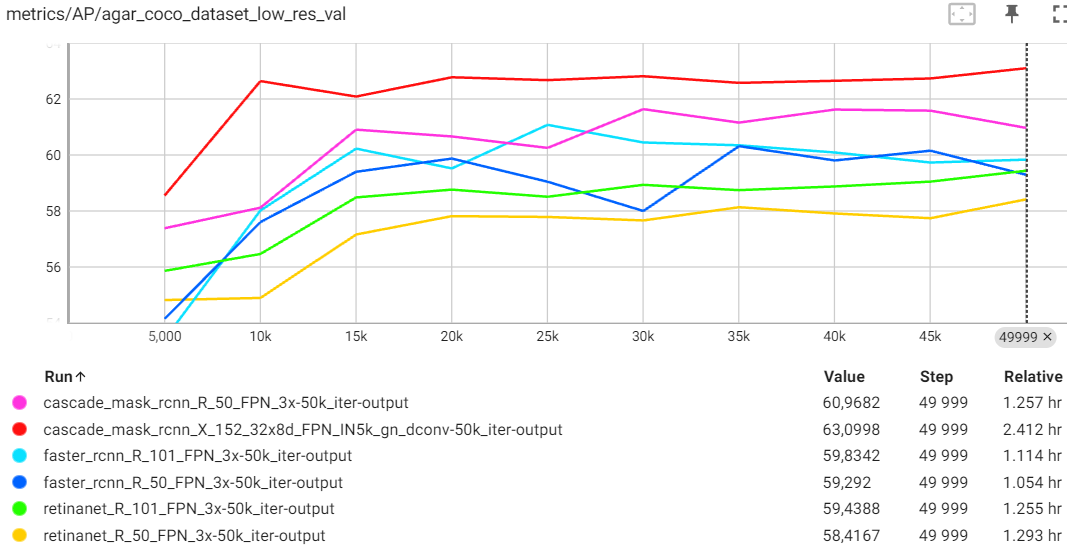 metrics/AP/agar_coco_dataset_low_res_val
62
60
58
56
5,000 10k 15k 20k 25k 30k 35k 40k 45k 49999 ×
Run↑ Value Step Relative
cascade_mask_rcnn_R_50_FPN_3x-50k_iter-output 60,9682 49 999 1.257 hr
cascade_mask_rcnn_X_152_32x8d_FPN_IN5k_gn_dconv-50k_iter-output 63,0998 49 999 2.412 hr
faster_rcnn_R_101_FPN_3x-50k_iter-output 59,8342 49 999 1.114 hr
faster_rcnn_R_50_FPN_3x-50k_iter-output 59,292 49 999 1.054 hr
retinanet_R_101_FPN_3x-50k_iter-output 59,4388 49 999 1.255 hr
retinanet_R_50_FPN_3x-50k_iter-output 58,4167 49 999 1.293 hr